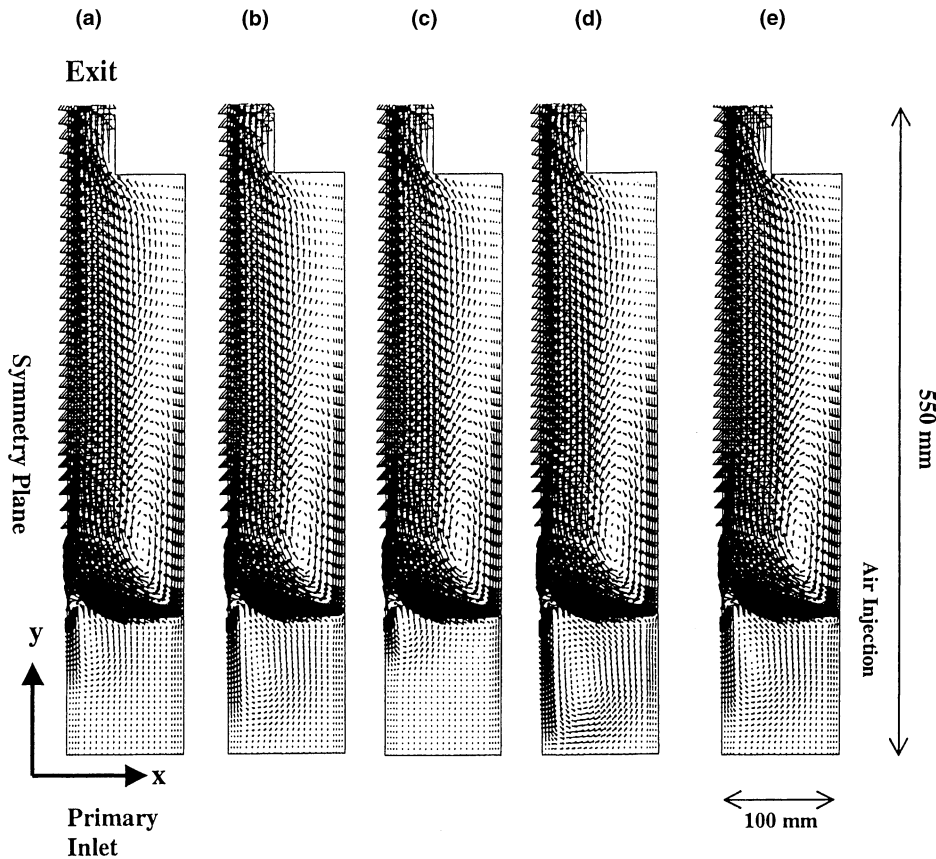 (a)
(b)
(c)
(d)
(e)
Exit
Symmetry Plane
550 mm
Air Injection
y
x
Primary
Inlet
100 mm